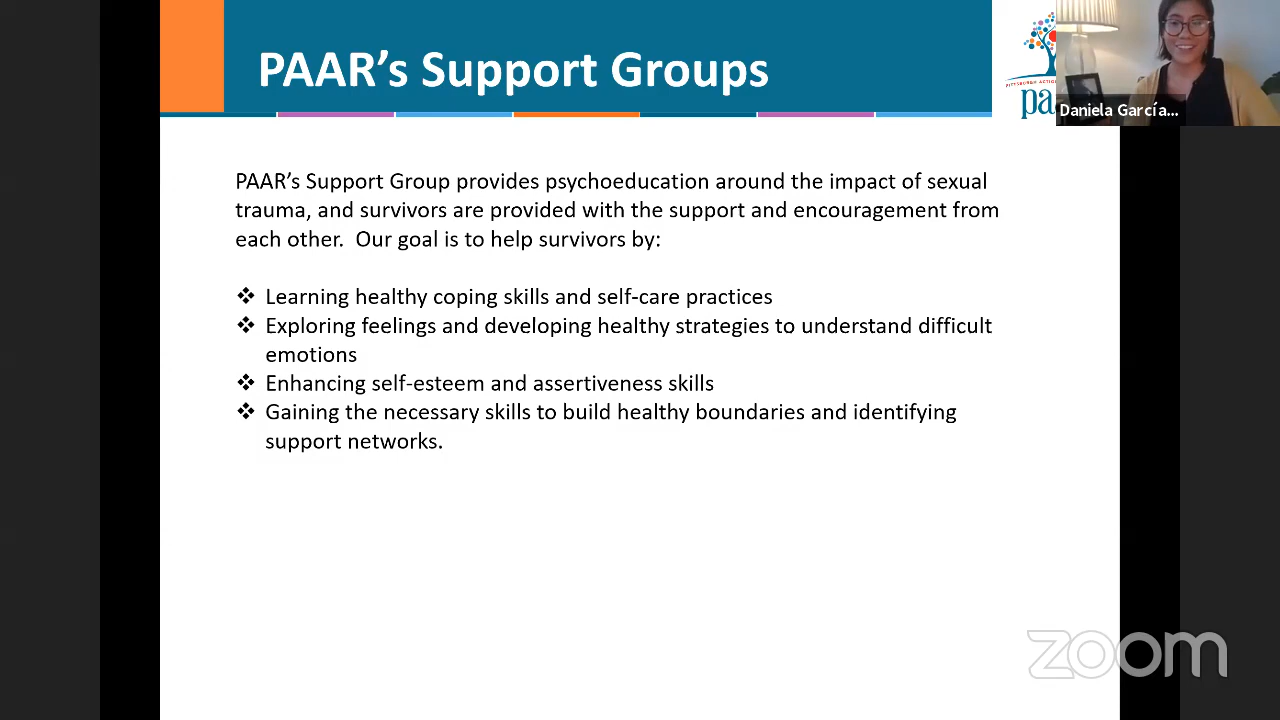 PAAR's Support Groups
PITTSBURGH ACTIO
pa
Daniela García...
PAAR's Support Group provides psychoeducation around the impact of sexual
trauma, and survivors are provided with the support and encouragement from
each other.  Our goal is to help survivors by:
❖ Learning healthy coping skills and self-care practices
❖ Exploring feelings and developing healthy strategies to understand difficult
emotions
❖ Enhancing self-esteem and assertiveness skills
❖ Gaining the necessary skills to build healthy boundaries and identifying
support networks.
zoom